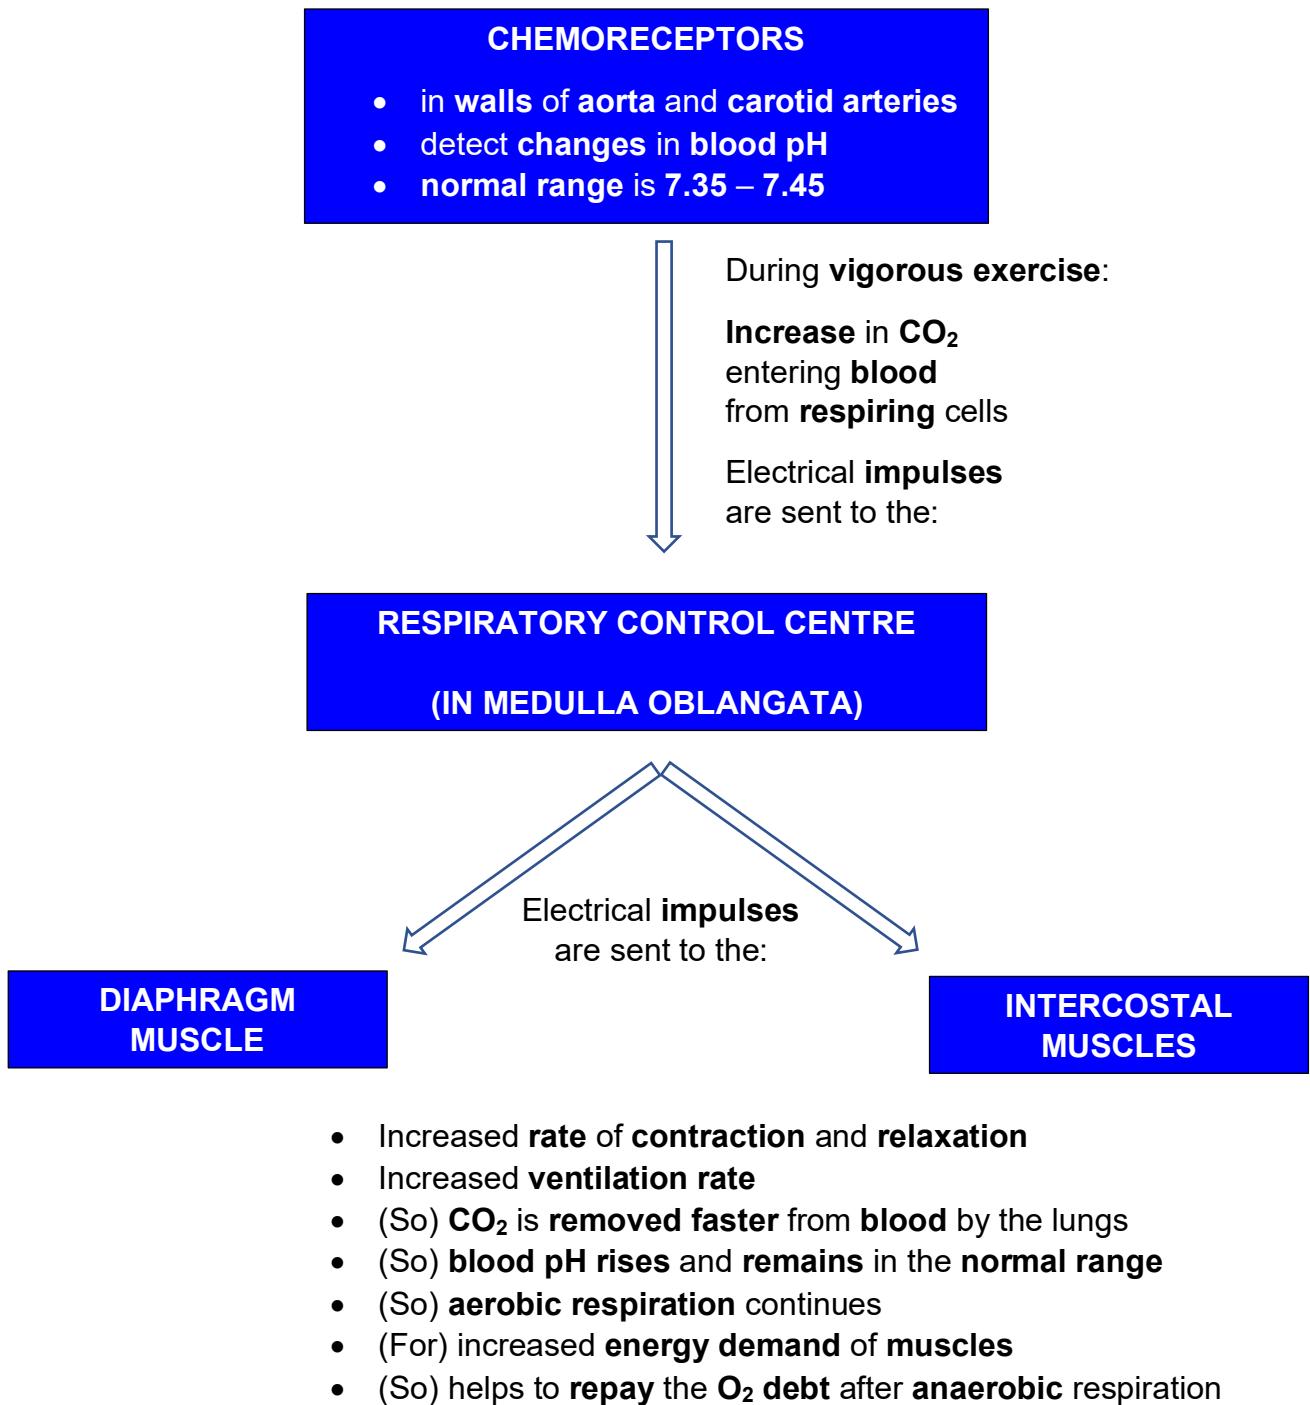 CHEMORECEPTORS
• in walls of aorta and carotid arteries
• detect changes in blood pH
• normal range is 7.35 – 7.45
During vigorous exercise:
Increase in CO₂
entering blood
from respiring cells
Electrical impulses
are sent to the:
RESPIRATORY CONTROL CENTRE
(IN MEDULLA OBLANGATA)
Electrical impulses
are sent to the:
DIAPHRAGM
MUSCLE
INTERCOSTAL
MUSCLES
• Increased rate of contraction and relaxation
• Increased ventilation rate
• (So) CO₂ is removed faster from blood by the lungs
• (So) blood pH rises and remains in the normal range
• (So) aerobic respiration continues
• (For) increased energy demand of muscles
• (So) helps to repay the O₂ debt after anaerobic respiration